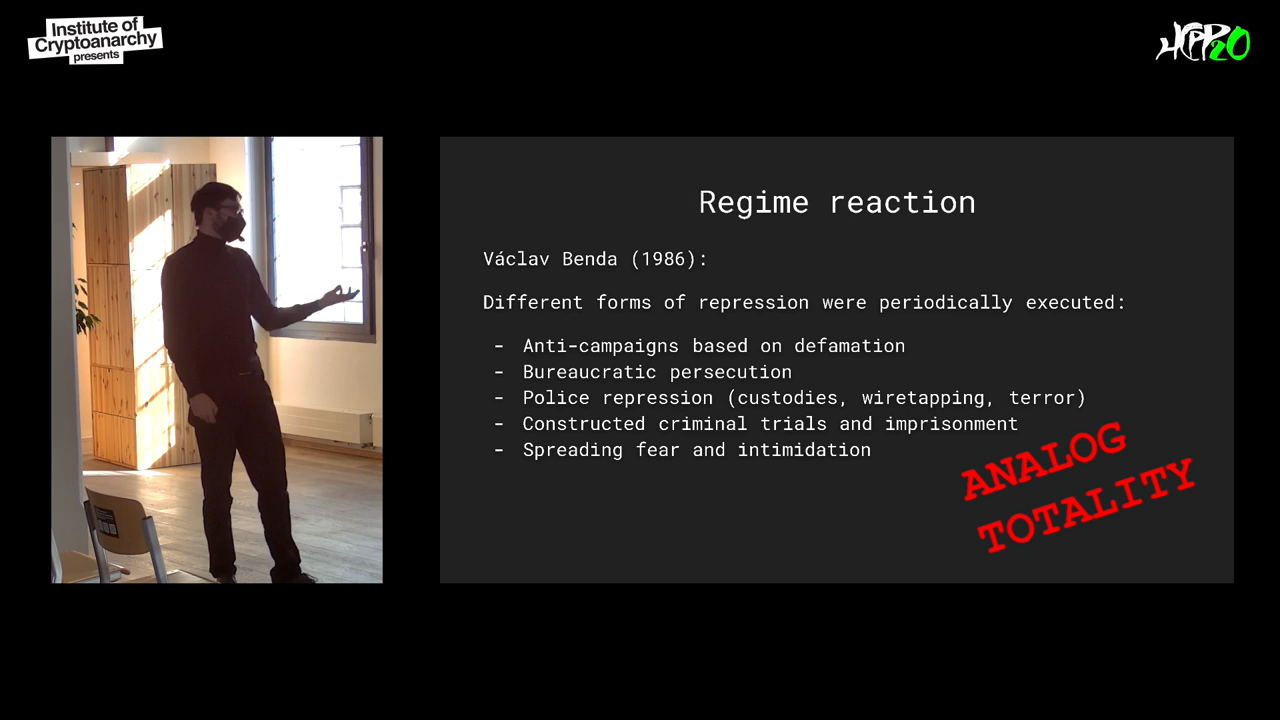 Institute of
Cryptoanarchy
presents
HCPP20
Regime reaction
Václav Benda (1986):
Different forms of repression were periodically executed:
- Anti-campaigns based on defamation
- Bureaucratic persecution
- Police repression (custodies, wiretapping, terror)
- Constructed criminal trials and imprisonment
- Spreading fear and intimidation
ANALOG
TOTALITY